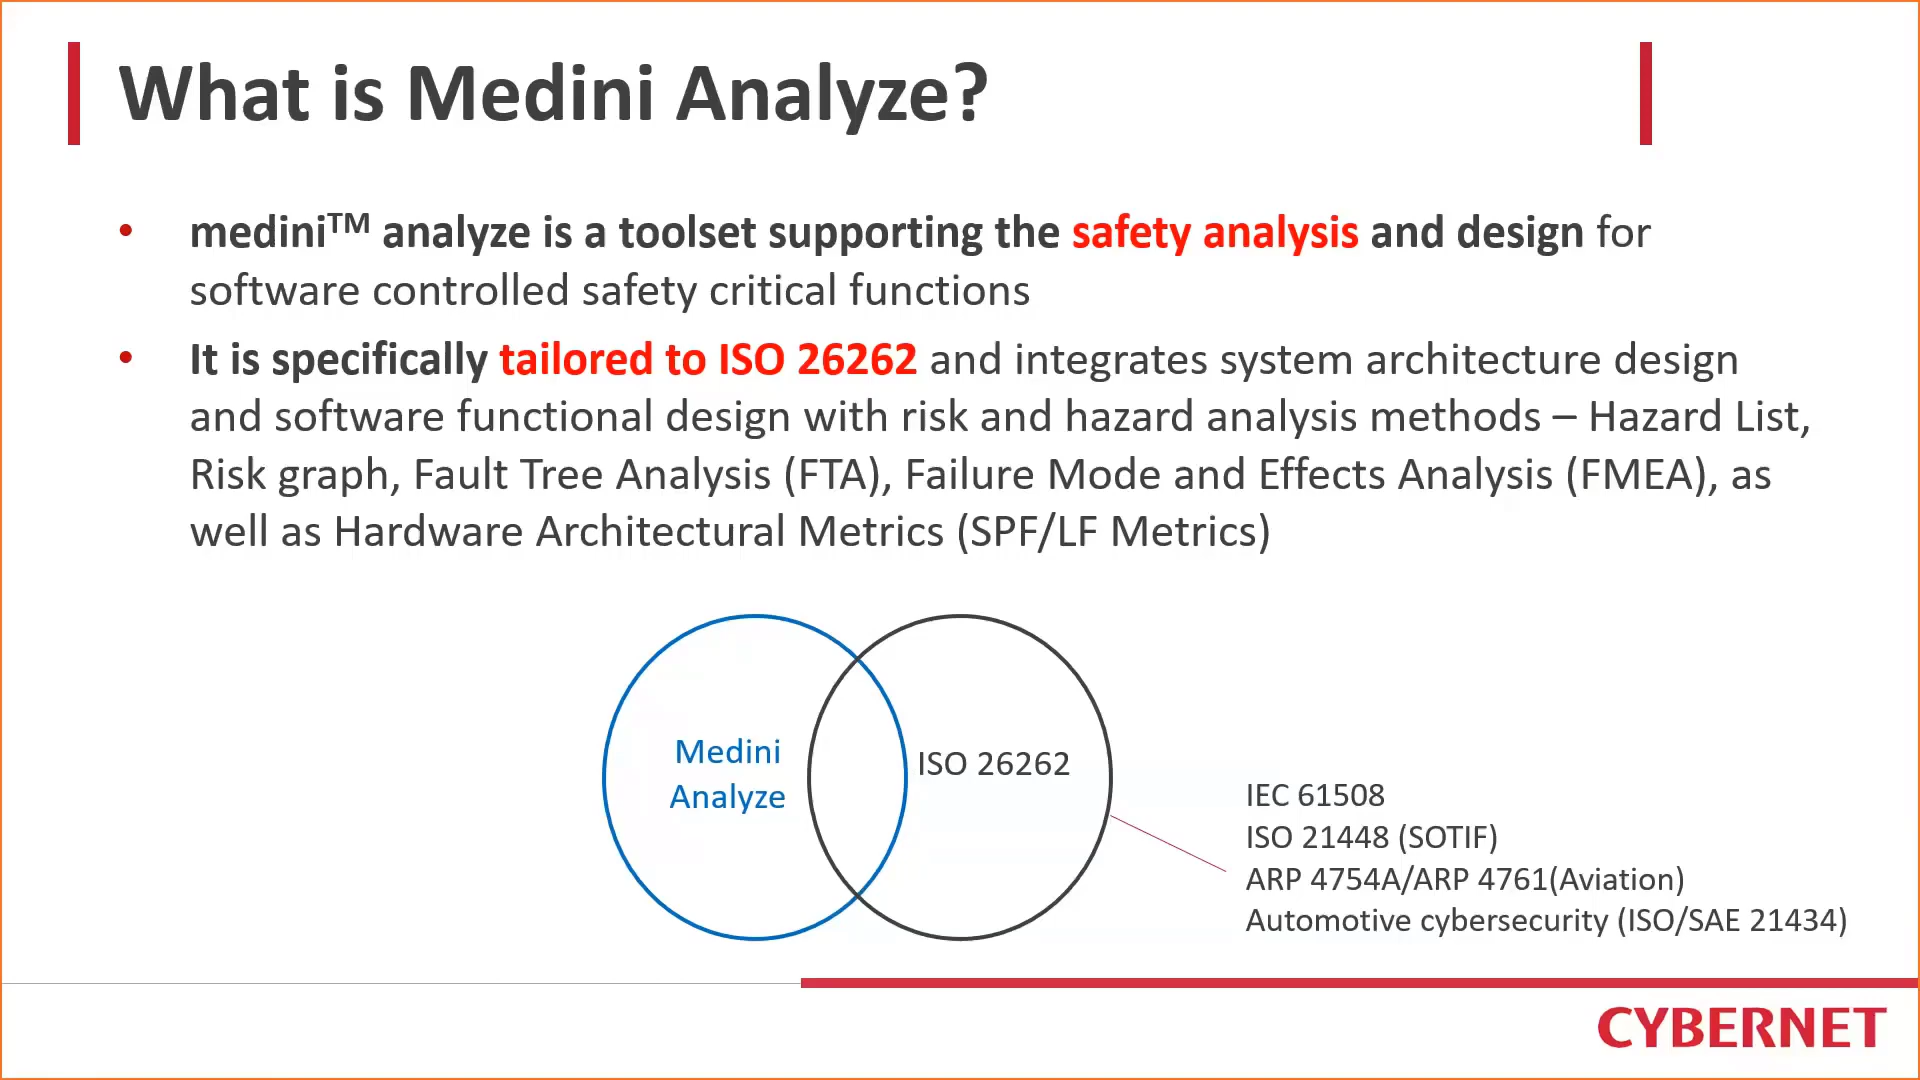 What is Medini Analyze?
• medini™ analyze is a toolset supporting the safety analysis and design for
software controlled safety critical functions
• It is specifically tailored to ISO 26262 and integrates system architecture design
and software functional design with risk and hazard analysis methods – Hazard List,
Risk graph, Fault Tree Analysis (FTA), Failure Mode and Effects Analysis (FMEA), as
well as Hardware Architectural Metrics (SPF/LF Metrics)
Medini
Analyze
ISO 26262
IEC 61508
ISO 21448 (SOTIF)
ARP 4754A/ARP 4761(Aviation)
Automotive cybersecurity (ISO/SAE 21434)
CYBERNET